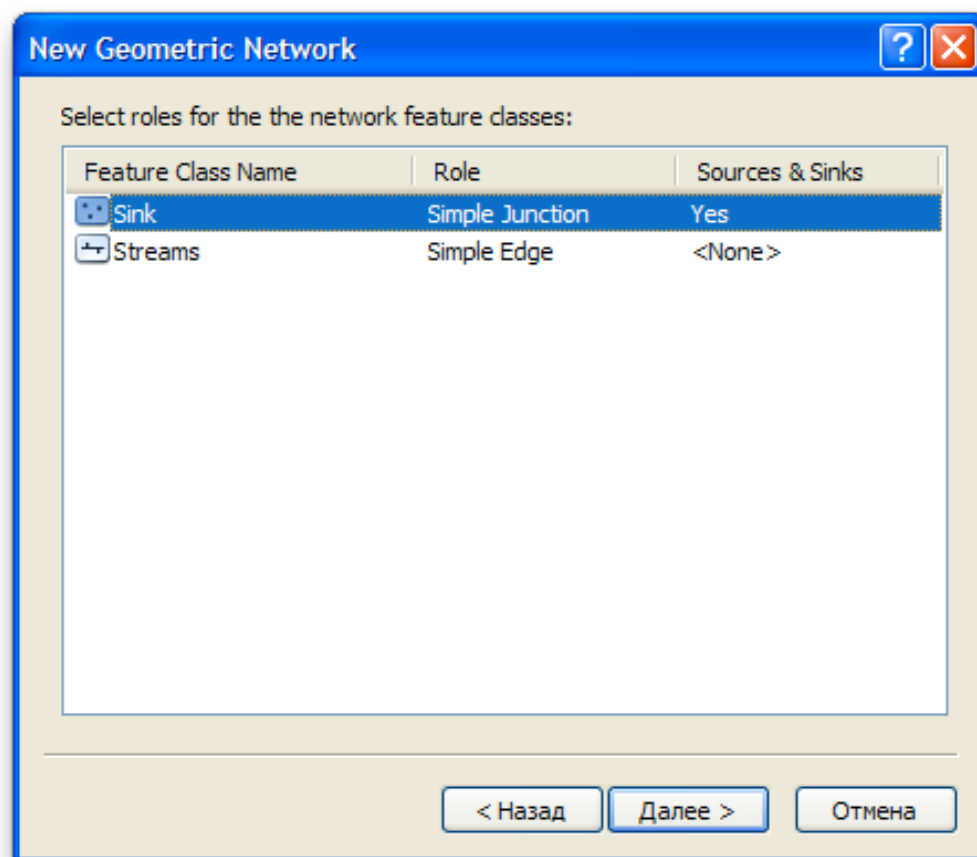 New Geometric Network
Select roles for the the network feature classes:
Feature Class Name Role Sources & Sinks
Sink Simple Junction Yes
Streams Simple Edge <None>
< Назад Далее > Отмена